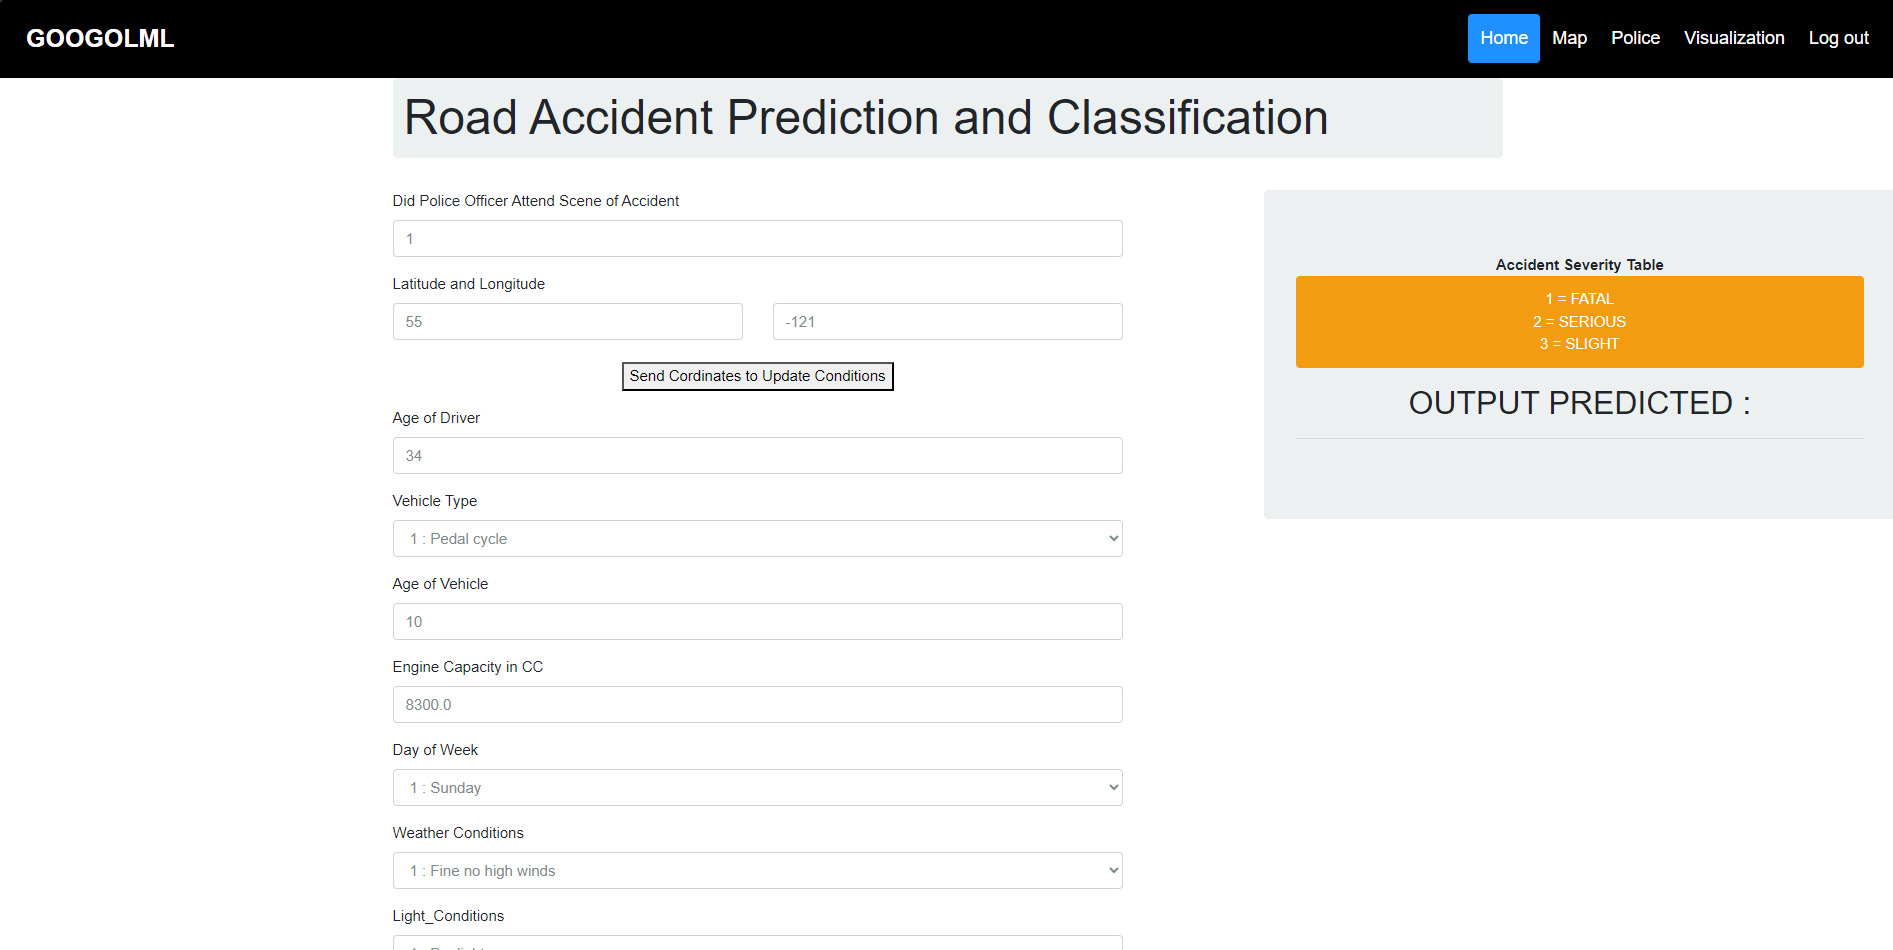 GOOGOLML
Home Map Police Visualization Log out
Road Accident Prediction and Classification
Did Police Officer Attend Scene of Accident
1
Latitude and Longitude
55 -121
Send Cordinates to Update Conditions
Age of Driver
34
Vehicle Type
1 : Pedal cycle
Age of Vehicle
10
Engine Capacity in CC
8300.0
Day of Week
1 : Sunday
Weather Conditions
1 : Fine no high winds
Light_Conditions
Accident Severity Table
1 = FATAL
2 = SERIOUS
3 = SLIGHT
OUTPUT PREDICTED :